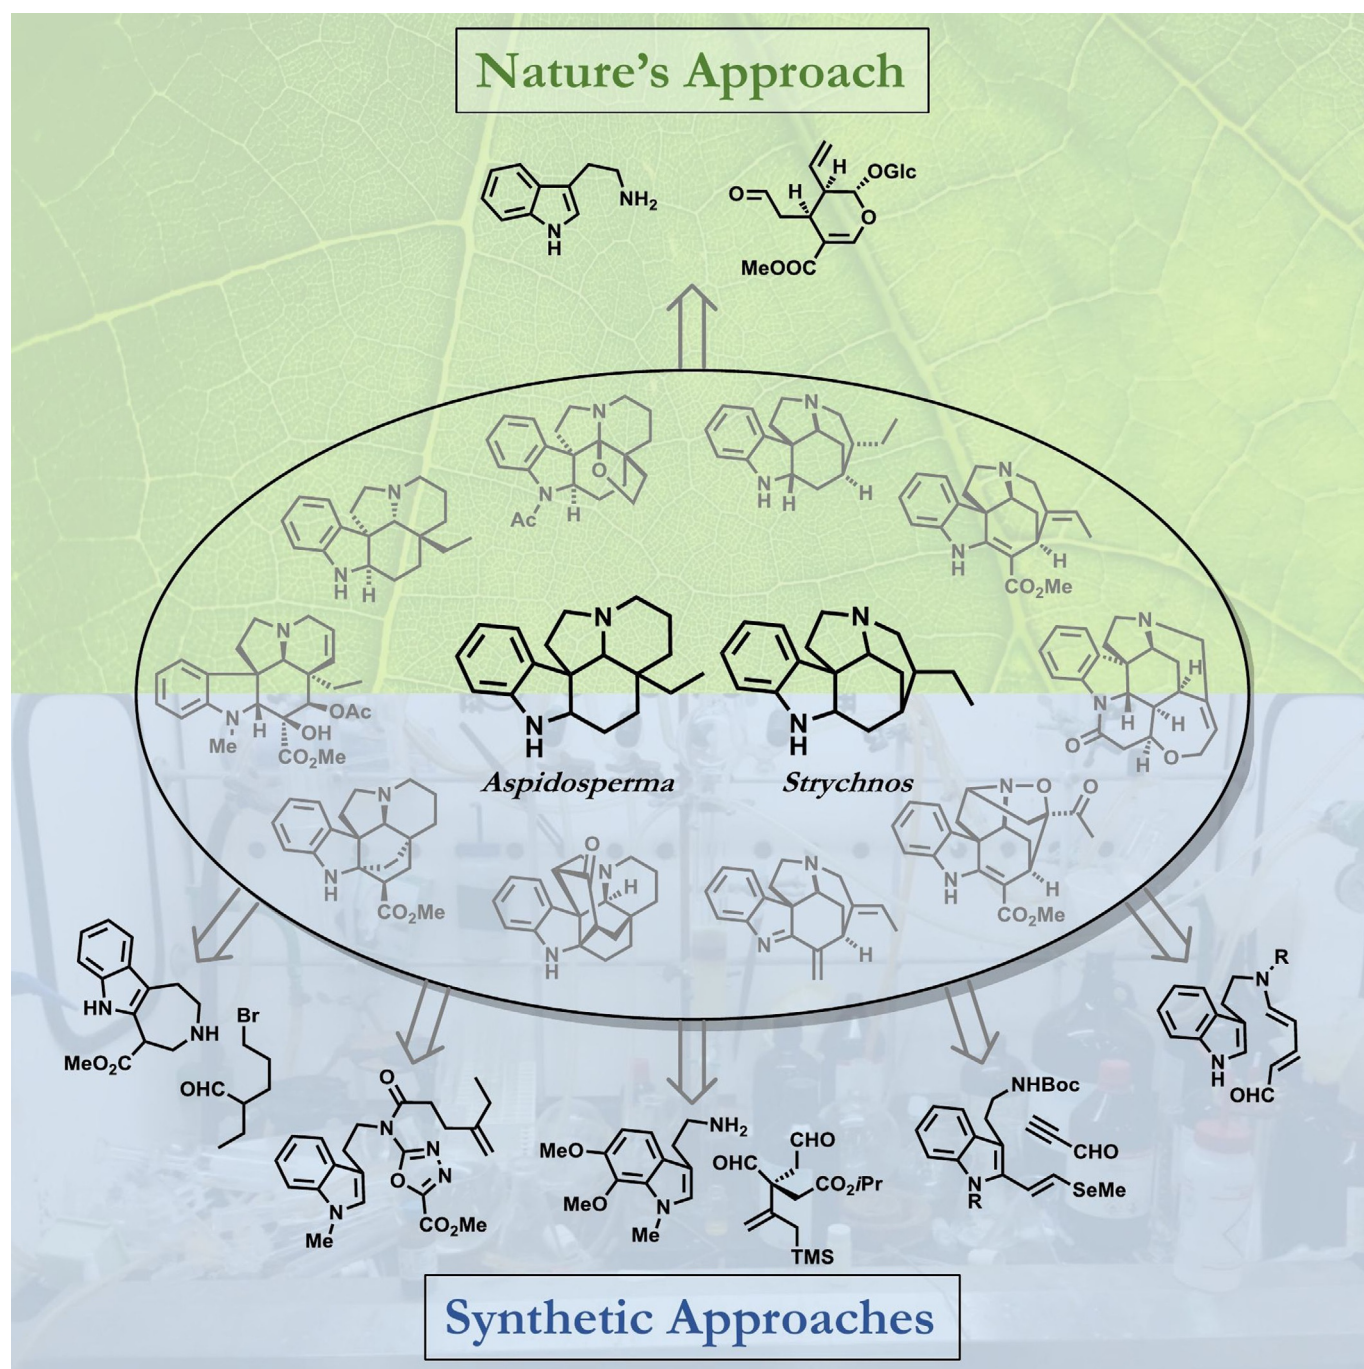 Nature's Approach
NH₂
N
H
H
H
O
OGlc
O
MeOOC
N
O
N
Ac
H
N
N
H
H
H
N
N
H
H
N
N
H
H
CO₂Me
N
N
H
Aspidosperma
N
N
H
Strychnos
N
N
Me
H
OAc
OH
CO₂Me
N
H
N
H
H
O
H
O
N
N
H
CO₂Me
O
N
H
N
H
N
N
H
N
O
O
N
H
H
CO₂Me
HN
NH
MeO₂C
Br
OHC
O
N
N
N
O
N
Me
CO₂Me
NH₂
MeO
MeO
N
Me
CHO
OHC
CO₂iPr
TMS
NHBoc
CHO
N
R
SeMe
R
N
N
H
OHC
Synthetic Approaches